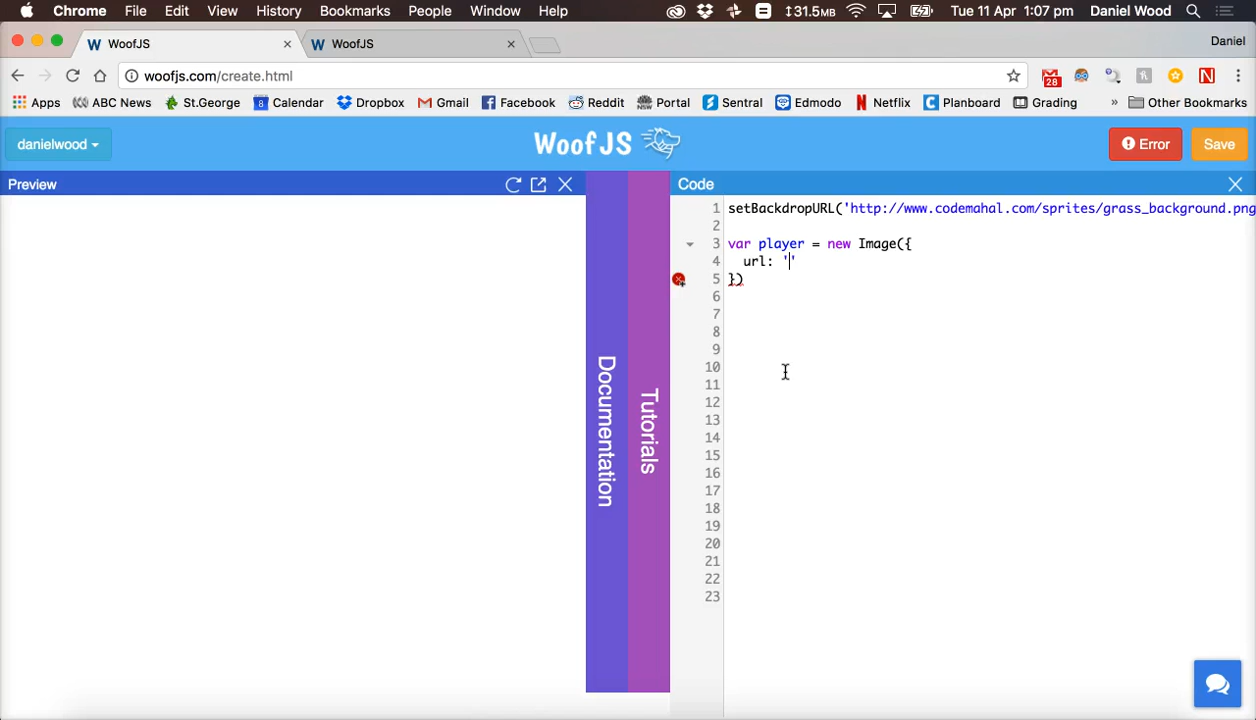 Chrome File Edit View History Bookmarks People Window Help 31.5MB Tue 11 Apr 1:07 pm Daniel Wood
WoofJS WoofJS Daniel
woofjs.com/create.html 28
Apps ABC News St.George Calendar Dropbox Gmail Facebook Reddit Portal Sentral Edmodo Netflix Planboard Grading » Other Bookmarks
danielwood WoofJS Error Save
Preview Code
Documentation
Tutorials
1 setBackdropURL('http://www.codemahal.com/sprites/grass_background.png
2
3 var player = new Image({
4 url: ''
5 })
6
7
8
9
10
11
12
13
14
15
16
17
18
19
20
21
22
23